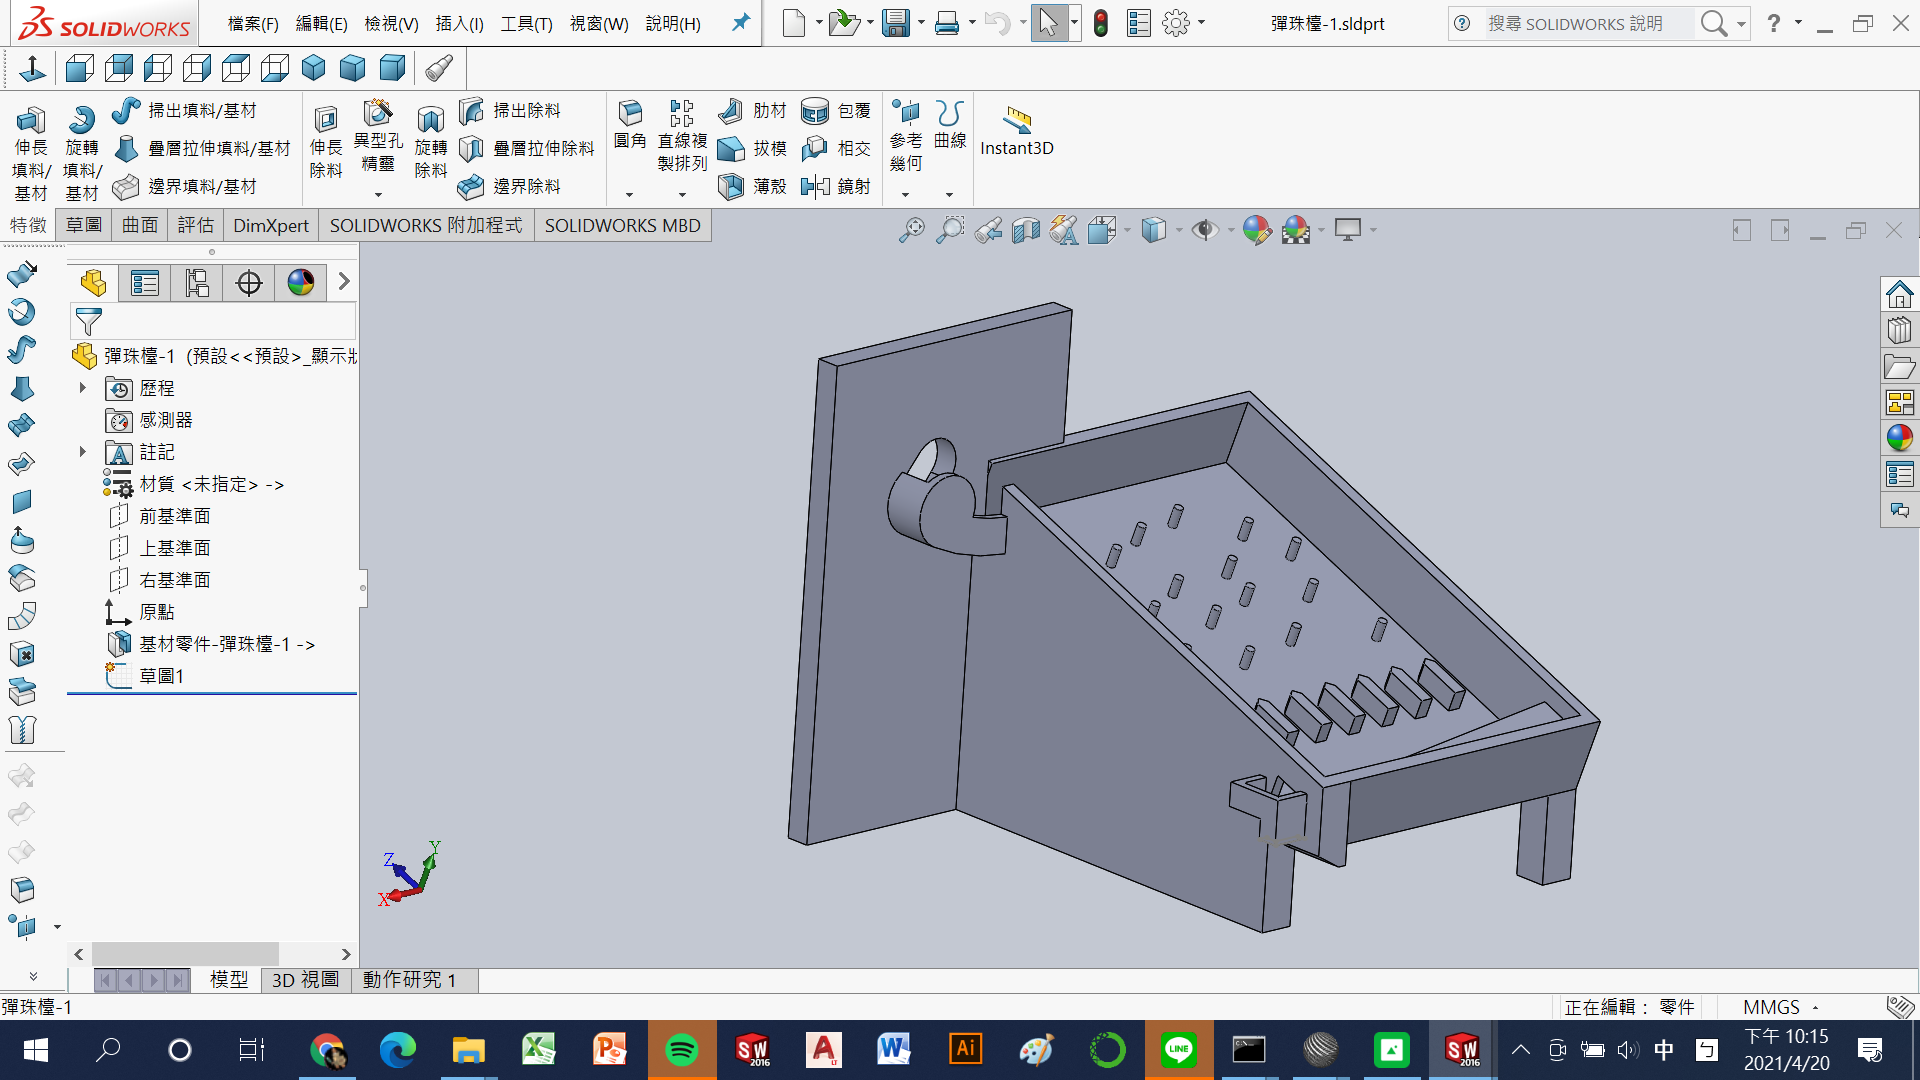 SOLIDWORKS 檔案(F) 編輯(E) 檢視(V) 插入(I) 工具(T) 視窗(W) 說明(H) 彈珠檯-1.sldprt 搜尋 SOLIDWORKS 說明
伸長填料/基材
旋轉填料/基材
掃出填料/基材
疊層拉伸填料/基材
邊界填料/基材
伸長除料
異型孔精靈
旋轉除料
掃出除料
疊層拉伸除料
邊界除料
圓角
直線複製排列
肋材
拔模
薄殼
包覆
相交
鏡射
參考幾何
曲線
Instant3D
特徵 草圖 曲面 評估 DimXpert SOLIDWORKS 附加程式 SOLIDWORKS MBD
彈珠檯-1 (預設<<預設>_顯示狀
歷程
感測器
A 註記
材質 <未指定> ->
前基準面
上基準面
右基準面
原點
基材零件-彈珠檯-1 ->
草圖1
Y
Z
X
模型 3D 視圖 動作研究 1
彈珠檯-1 正在編輯： 零件 MMGS
SW 2016 A LT W Ai LINE SW 2016 中 ㄅ
下午 10:15
2021/4/20